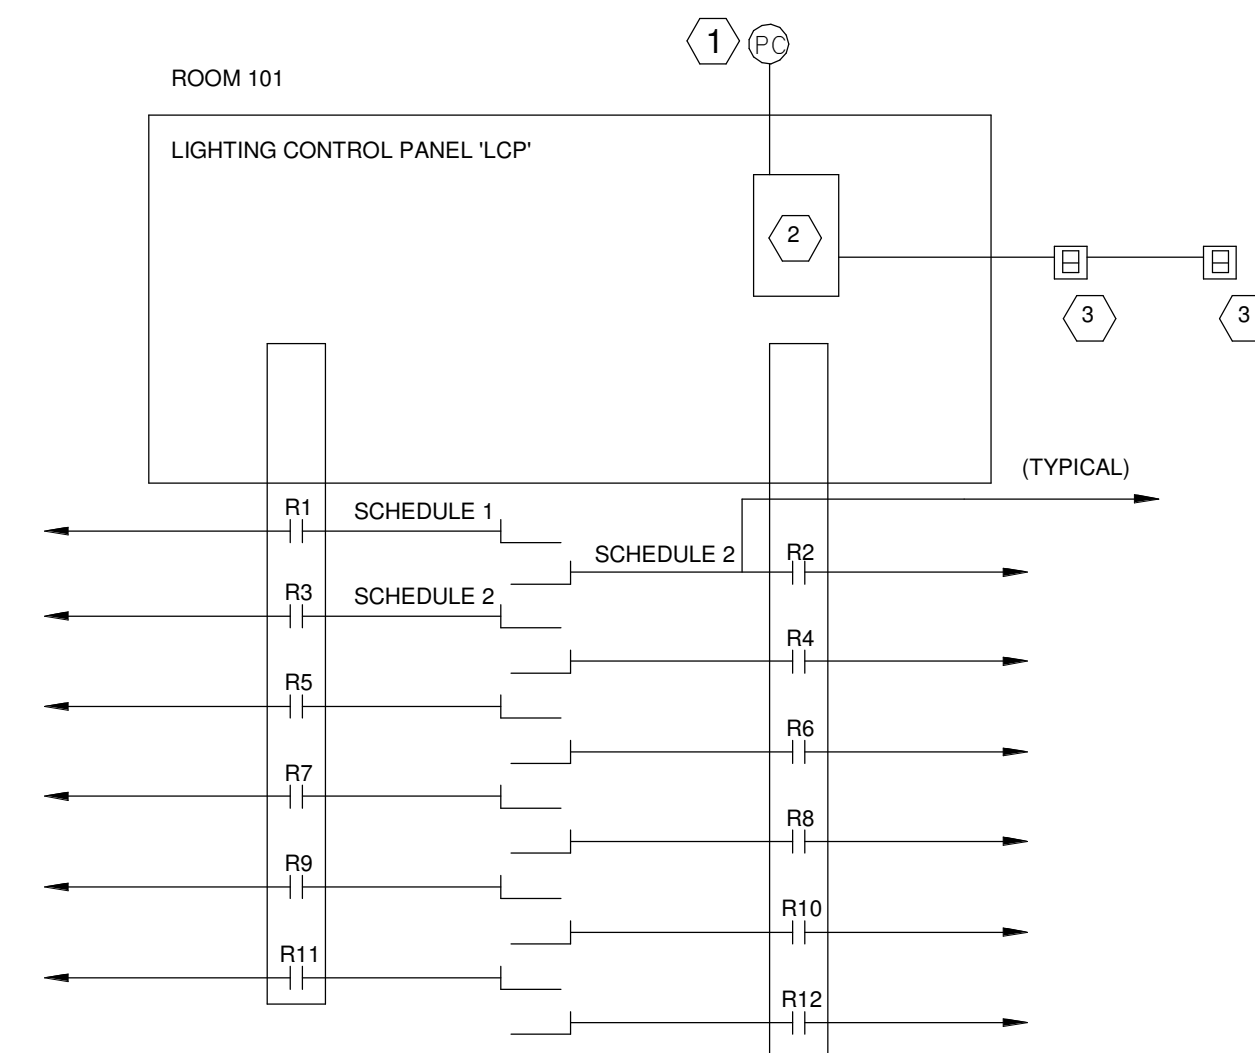 1 PC
ROOM 101
LIGHTING CONTROL PANEL 'LCP'
2
3 3
(TYPICAL)
R1 SCHEDULE 1
SCHEDULE 2 R2
R3 SCHEDULE 2
R4
R5
R6
R7
R8
R9
R10
R11
R12